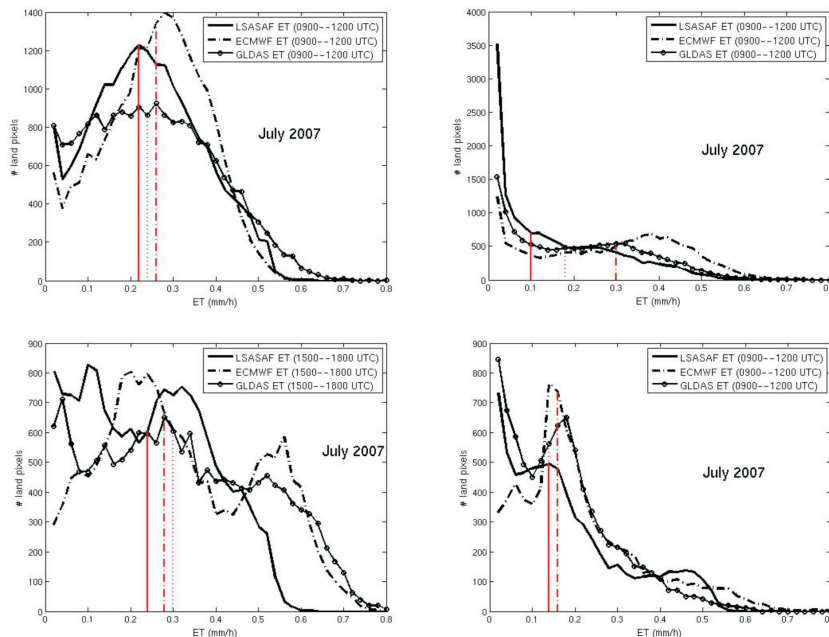 1400
1200
1000
800
600
400
200
0
# land pixels
LSASAF ET (0900--1200 UTC)
ECMWF ET (0900--1200 UTC)
GLDAS ET (0900--1200 UTC)
July 2007
0 0.1 0.2 0.3 0.4 0.5 0.6 0.7 0.8
ET (mm/h)
4000
3500
3000
2500
2000
1500
1000
500
0
# land pixels
LSASAF ET (0900--1200 UTC)
ECMWF ET (0900--1200 UTC)
GLDAS ET (0900--1200 UTC)
July 2007
0 0.1 0.2 0.3 0.4 0.5 0.6 0.7 0.8
ET (mm/h)
900
800
700
600
500
400
300
200
100
0
# land pixels
LSASAF ET (1500--1800 UTC)
ECMWF ET (1500--1800 UTC)
GLDAS ET (1500--1800 UTC)
July 2007
0 0.1 0.2 0.3 0.4 0.5 0.6 0.7 0.8
ET (mm/h)
900
800
700
600
500
400
300
200
100
0
# land pixels
LSASAF ET (0900--1200 UTC)
ECMWF ET (0900--1200 UTC)
GLDAS ET (0900--1200 UTC)
July 2007
0 0.1 0.2 0.3 0.4 0.5 0.6 0.7 0.8
ET (mm/h)